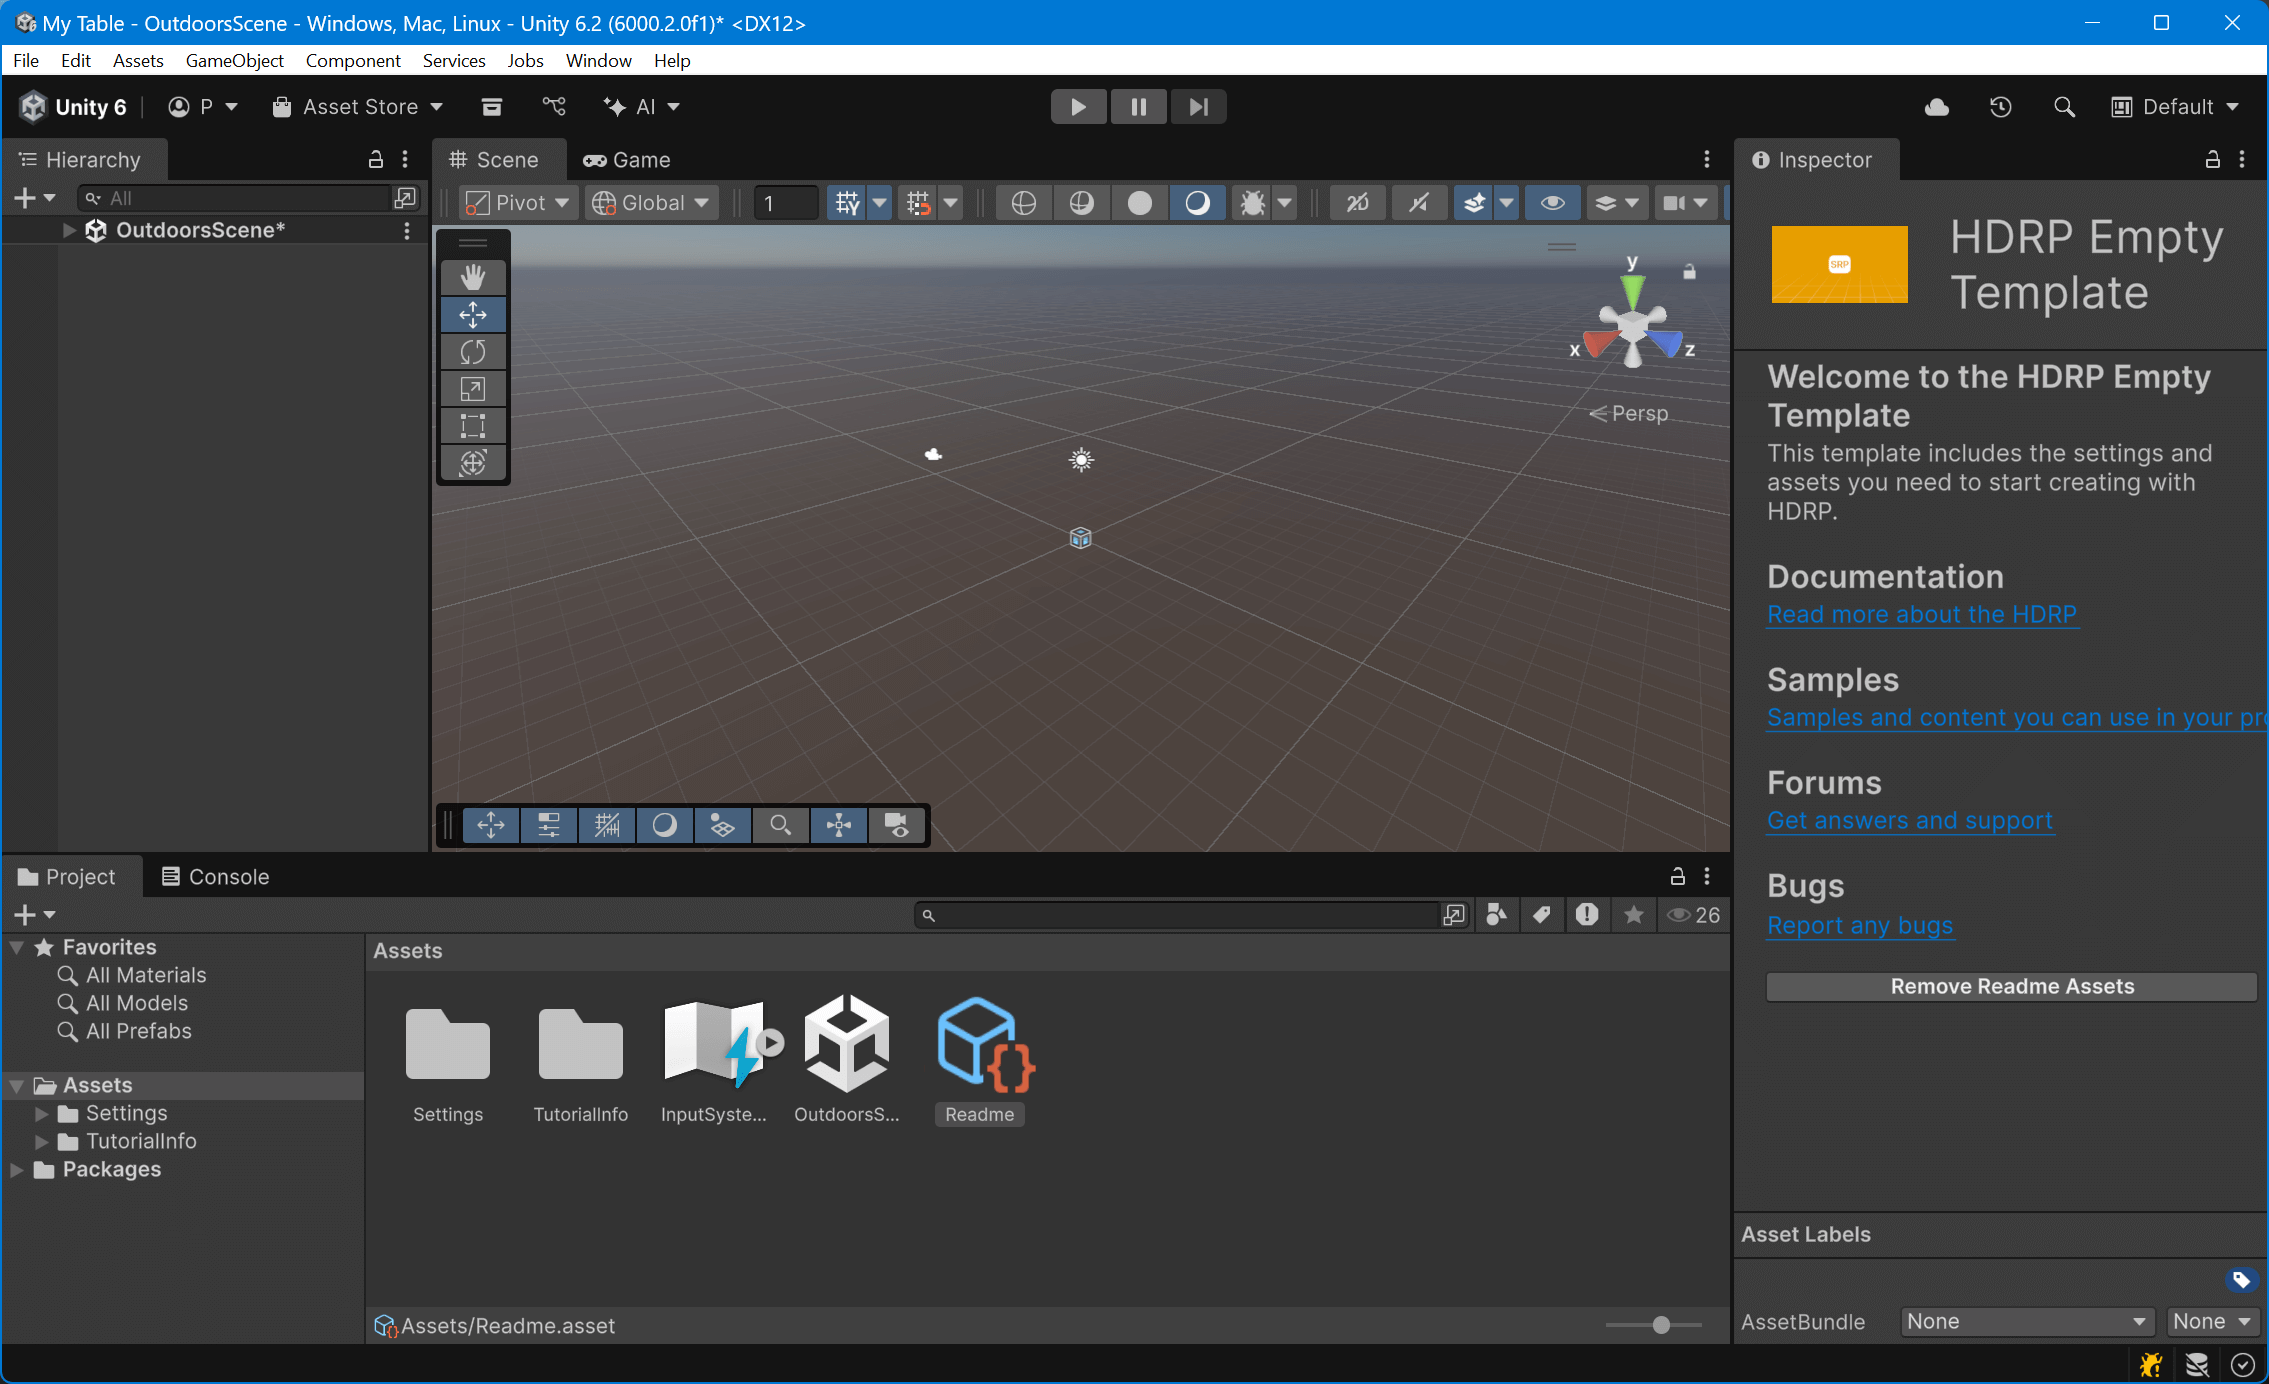 My Table - OutdoorsScene - Windows, Mac, Linux - Unity 6.2 (6000.2.0f1)* <DX12>
File Edit Assets GameObject Component Services Jobs Window Help
Unity 6 P Asset Store AI Default
Hierarchy
All
OutdoorsScene*
Scene Game
Pivot Global 1 2D
y
x z
Persp
Inspector
SRP
HDRP Empty
Template
Welcome to the HDRP Empty
Template
This template includes the settings and
assets you need to start creating with
HDRP.
Documentation
Read more about the HDRP
Samples
Samples and content you can use in your pr
Forums
Get answers and support
Bugs
Report any bugs
Remove Readme Assets
Project Console
26
Favorites
All Materials
All Models
All Prefabs
Assets
Settings
TutorialInfo
Packages
Assets
Settings TutorialInfo InputSyste... OutdoorsS... Readme
Assets/Readme.asset
Asset Labels
AssetBundle None None